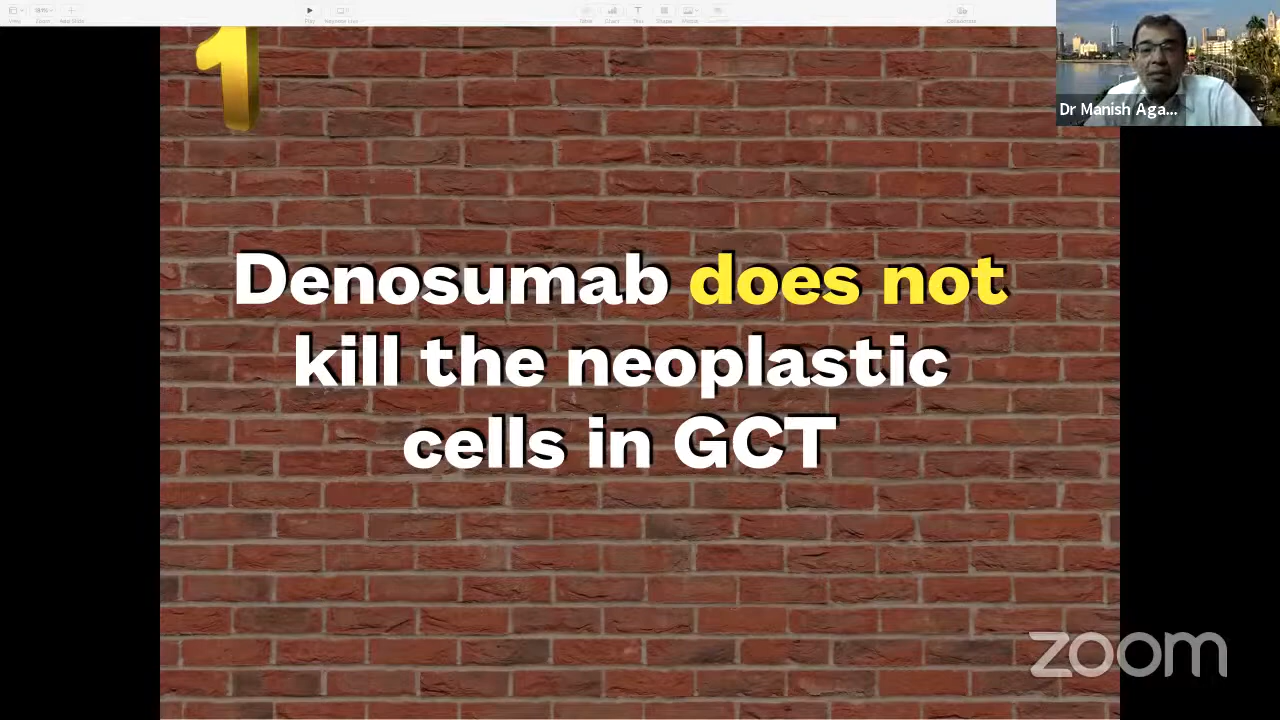 1
Dr Manish Aga...
Denosumab does not
kill the neoplastic
cells in GCT
zoom